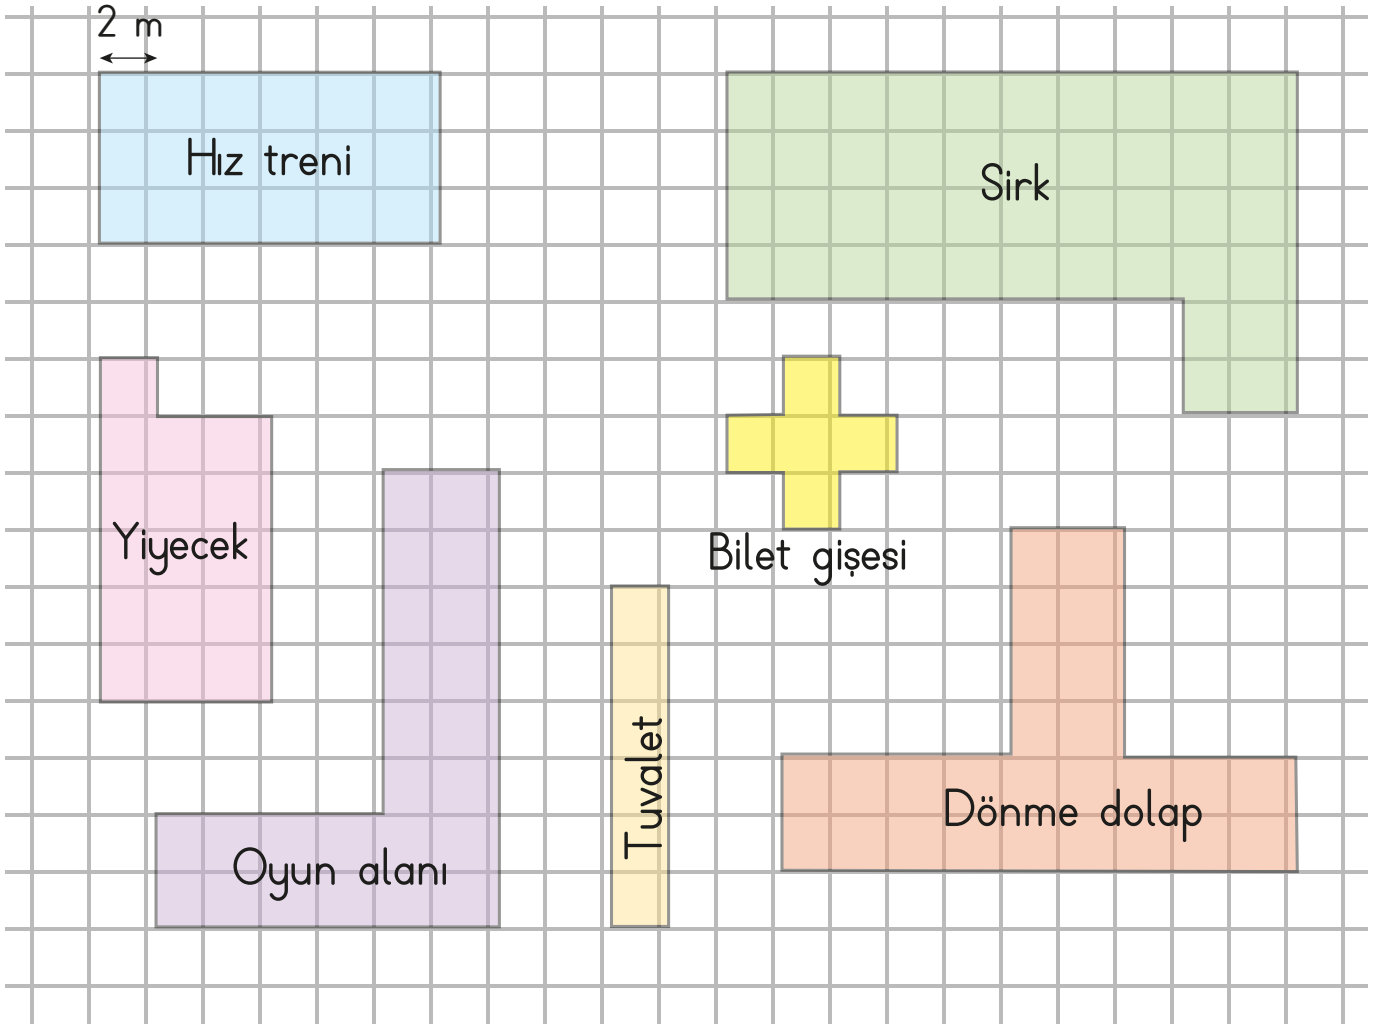 2 m
Hız treni
Sirk
Yiyecek
Bilet gişesi
Tuvalet
Dönme dolap
Oyun alanı